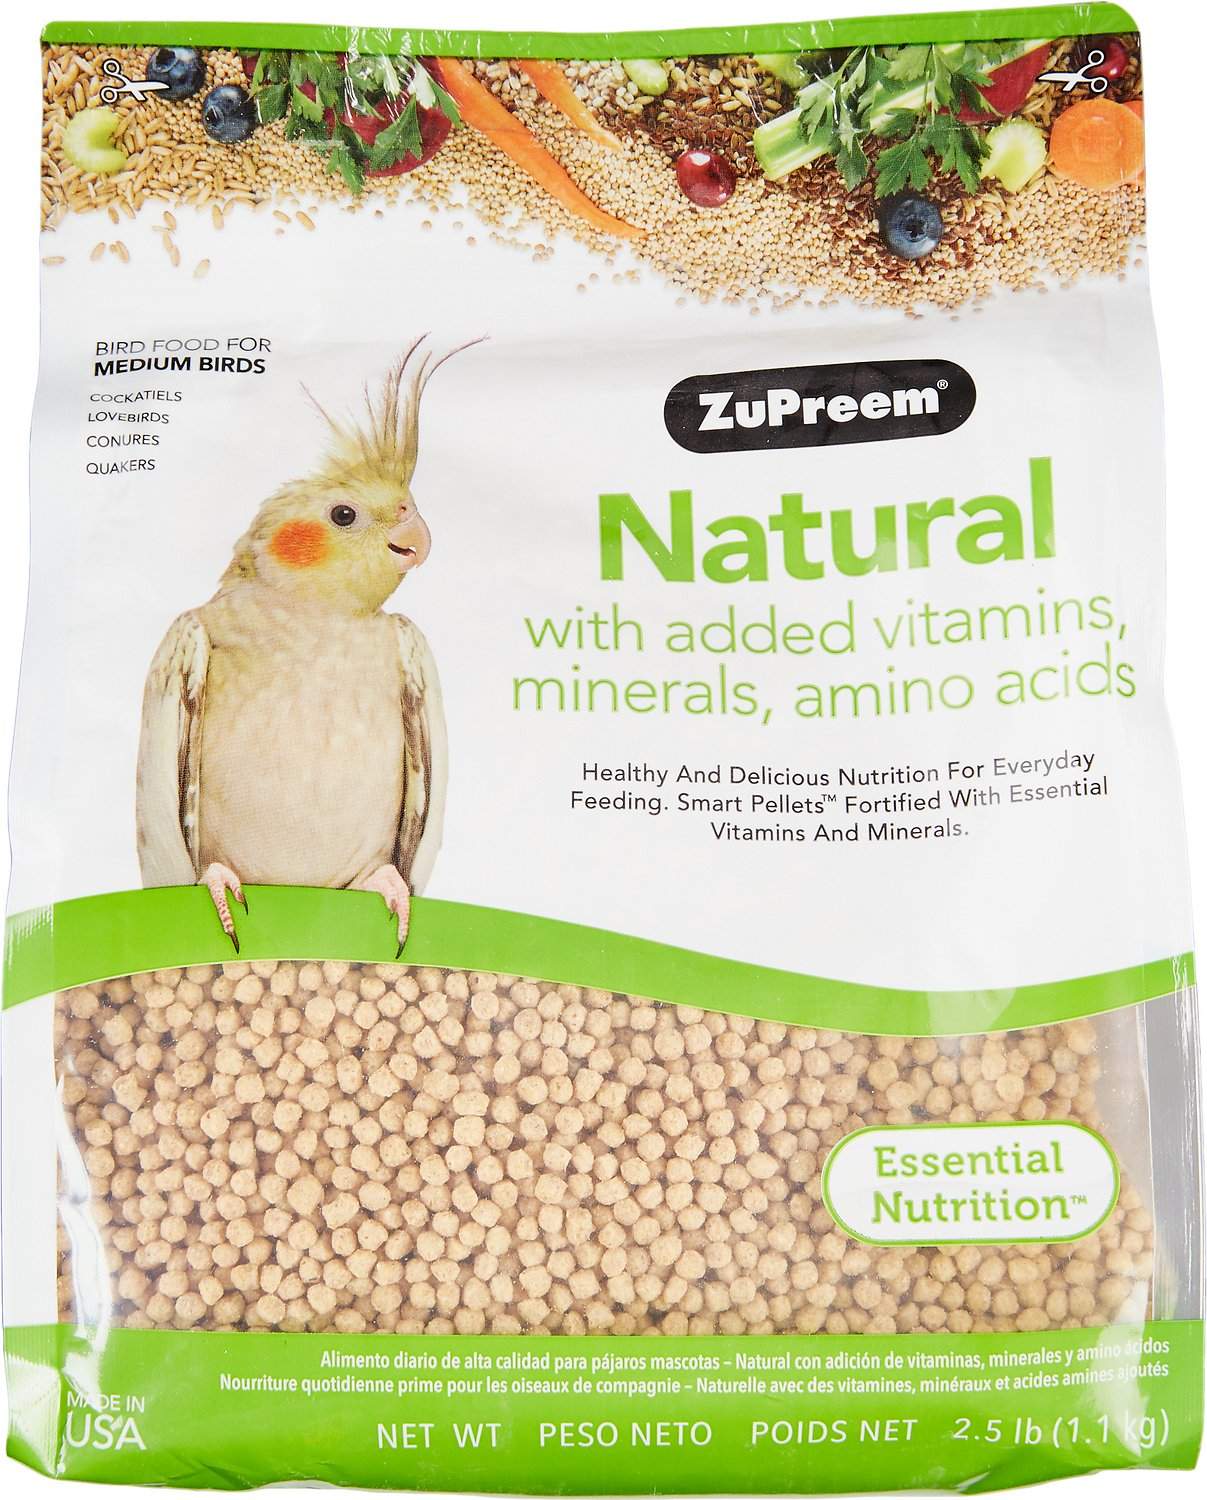 BIRD FOOD FOR
MEDIUM BIRDS
COCKATIELS
LOVEBIRDS
CONURES
QUAKERS
ZuPreem®
Natural
with added vitamins,
minerals, amino acids
Healthy And Delicious Nutrition For Everyday
Feeding. Smart Pellets™ Fortified With Essential
Vitamins And Minerals.
Essential
Nutrition™
Alimento diario de alta calidad para pájaros mascotas – Natural con adición de vitaminas, minerales y amino ácidos
Nourriture quotidienne prime pour les oiseaux de compagnie – Naturelle avec des vitamines, minéraux et acides amines ajoutés
MADE IN
USA
NET WT PESO NETO POIDS NET 2.5 lb (1.1 kg)